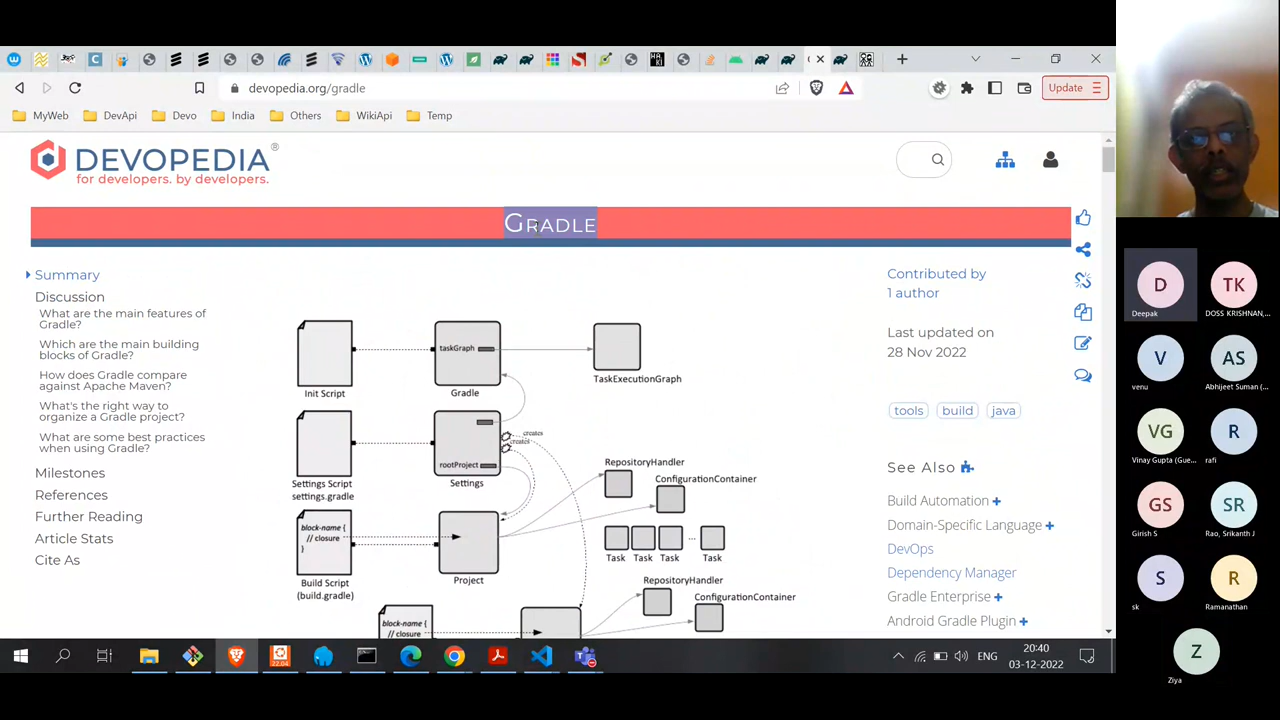 devopedia.org/gradle
Update
MyWeb
DevApi
Devo
India
Others
WikiApi
Temp
DEVOPEDIA®
for developers. by developers.
GRADLE
Summary
Discussion
What are the main features of
Gradle?
Which are the main building
blocks of Gradle?
How does Gradle compare
against Apache Maven?
What's the right way to
organize a Gradle project?
What are some best practices
when using Gradle?
Milestones
References
Further Reading
Article Stats
Cite As
Init Script
taskGraph
Gradle
TaskExecutionGraph
Settings Script
settings.gradle
rootProject
Settings
creates
creates
RepositoryHandler
ConfigurationContainer
block-name {
// closure
}
Build Script
(build.gradle)
Project
Task
Task
Task
...
Task
RepositoryHandler
ConfigurationContainer
block-name {
// closure
Contributed by
1 author
Last updated on
28 Nov 2022
tools
build
java
See Also
Build Automation +
Domain-Specific Language +
DevOps
Dependency Manager
Gradle Enterprise +
Android Gradle Plugin +
22.04
ENG
20:40
03-12-2022
D
Deepak
TK
DOSS KRISHNAN,...
V
venu
AS
Abhijeet Suman (...
VG
Vinay Gupta (Gue...
R
rafi
GS
Girish S
SR
Rao, Srikanth J
S
sk
R
Ramanathan
Z
Ziya